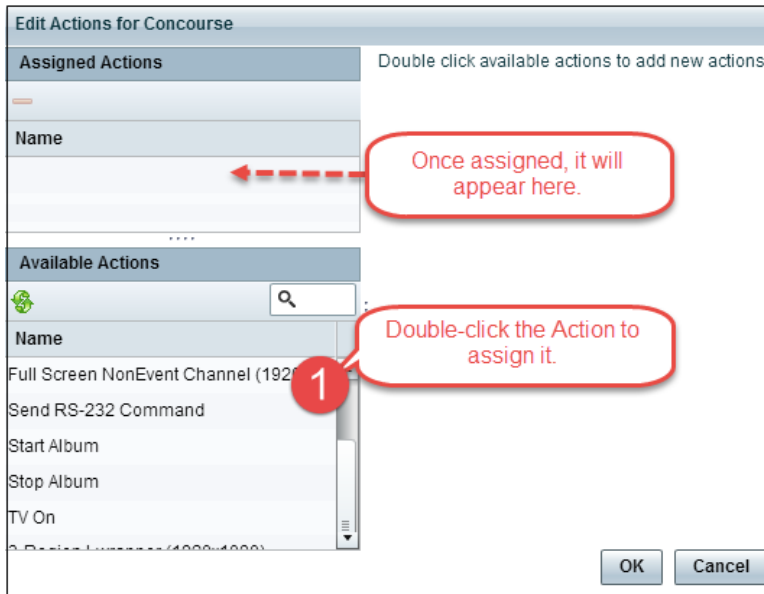 Edit Actions for Concourse
Assigned Actions
Double click available actions to add new actions
Name
Once assigned, it will
appear here.
Available Actions
Name
Double-click the Action to
assign it.
1
Full Screen NonEvent Channel (192
Send RS-232 Command
Start Album
Stop Album
TV On
(1920x1080)
OK
Cancel